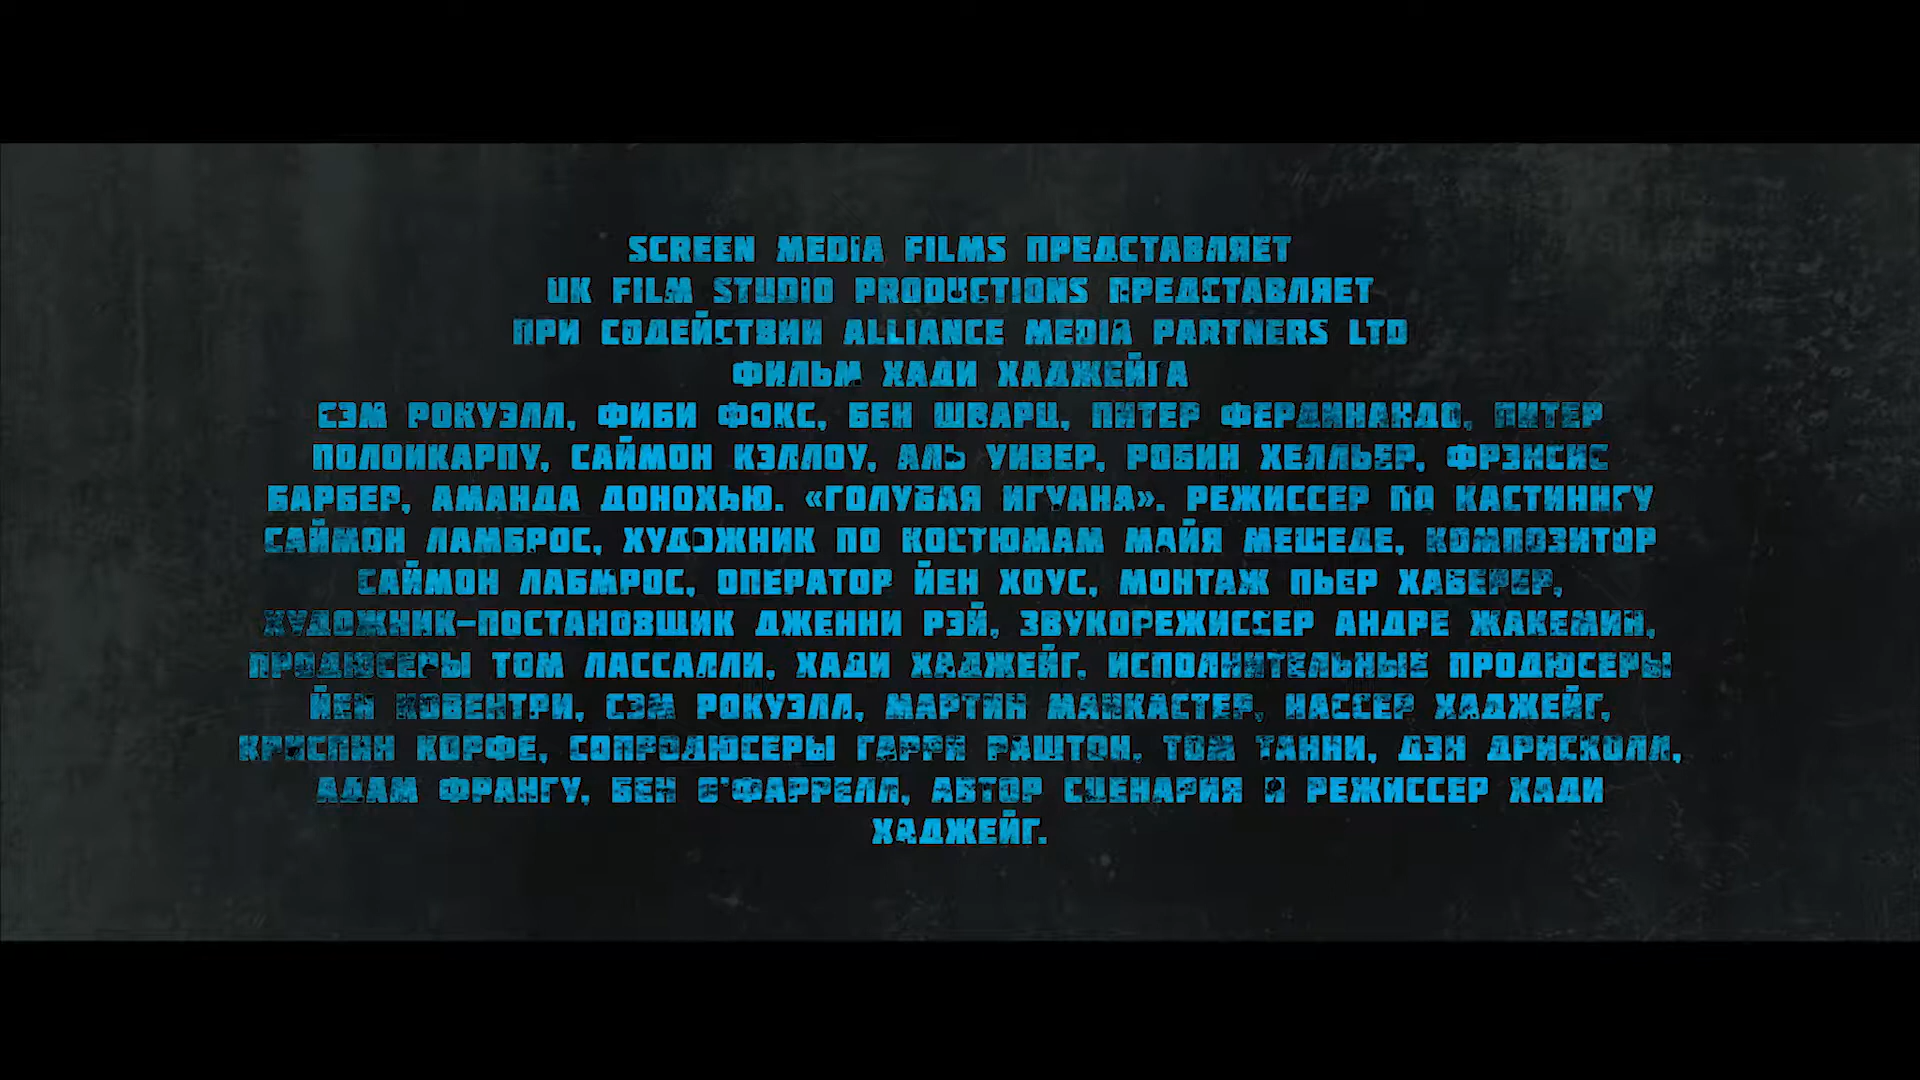 SCREEN MEDIA FILMS ПРЕДСТАВЛЯЕТ
UK FILM STUDIO PRODUCTIONS ПРЕДСТАВЛЯЕТ
ПРИ СОДЕЙСТВИИ ALLIANCE MEDIA PARTNERS LTD
ФИЛЬМ ХАДИ ХАДЖЕЙГА
СЭМ РОКУЭЛЛ, ФИБИ ФОКС, БЕН ШВАРЦ, ПИТЕР ФЕРДИНАНДО, ПИТЕР
ПОЛОИКАРПУ, САЙМОН КЭЛЛОУ, АЛЬ УИВЕР, РОБИН ХЕЛЛЬЕР, ФРЭНСИС
БАРБЕР, АМАНДА ДОНОХЬЮ. «ГОЛУБАЯ ИГУАНА». РЕЖИССЕР ПО КАСТИННГУ
САЙМОН ЛАМБРОС, ХУДОЖНИК ПО КОСТЮМАМ МАЙЯ МЕШЕДЕ, КОМПОЗИТОР
САЙМОН ЛАБМРОС, ОПЕРАТОР ЙЕН ХОУС, МОНТАЖ ПЬЕР ХАБЕРЕР,
ХУДОЖНИК-ПОСТАНОВЩИК ДЖЕННИ РЭЙ, ЗВУКОРЕЖИССЕР АНДРЕ ЖАКЕМИН,
ПРОДЮСЕРЫ ТОМ ЛАССАЛЛИ, ХАДИ ХАДЖЕЙГ, ИСПОЛНИТЕЛЬНЫЕ ПРОДЮСЕРЫ
ЙЕН КОВЕНТРИ, СЭМ РОКУЭЛЛ, МАРТИН МАНКАСТЕР, НАССЕР ХАДЖЕЙГ,
КРИСПИН КОРФЕ, СОПРОДЮСЕРЫ ГАРРИ РАШТОН, ТОМ ТАННИ, ДЭН ДРИСКОЛЛ,
АДАМ ФРАНГУ, БЕН О'ФАРРЕЛЛ, АВТОР СЦЕНАРИЯ И РЕЖИССЕР ХАДИ
ХАДЖЕЙГ.